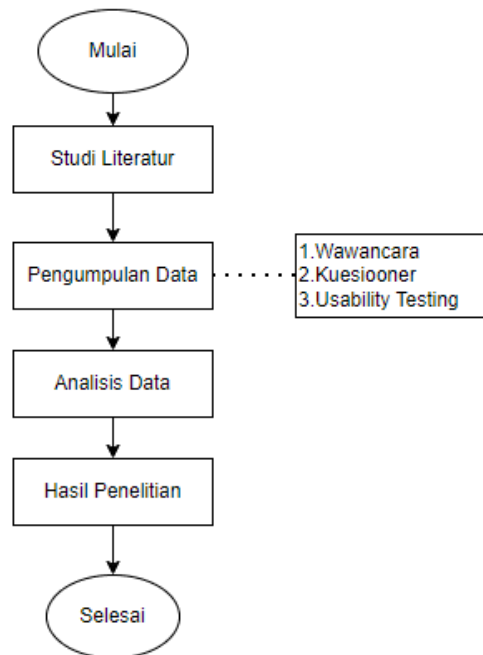 Mulai
Studi Literatur
Pengumpulan Data
1.Wawancara
2.Kuesiooner
3.Usability Testing
Analisis Data
Hasil Penelitian
Selesai